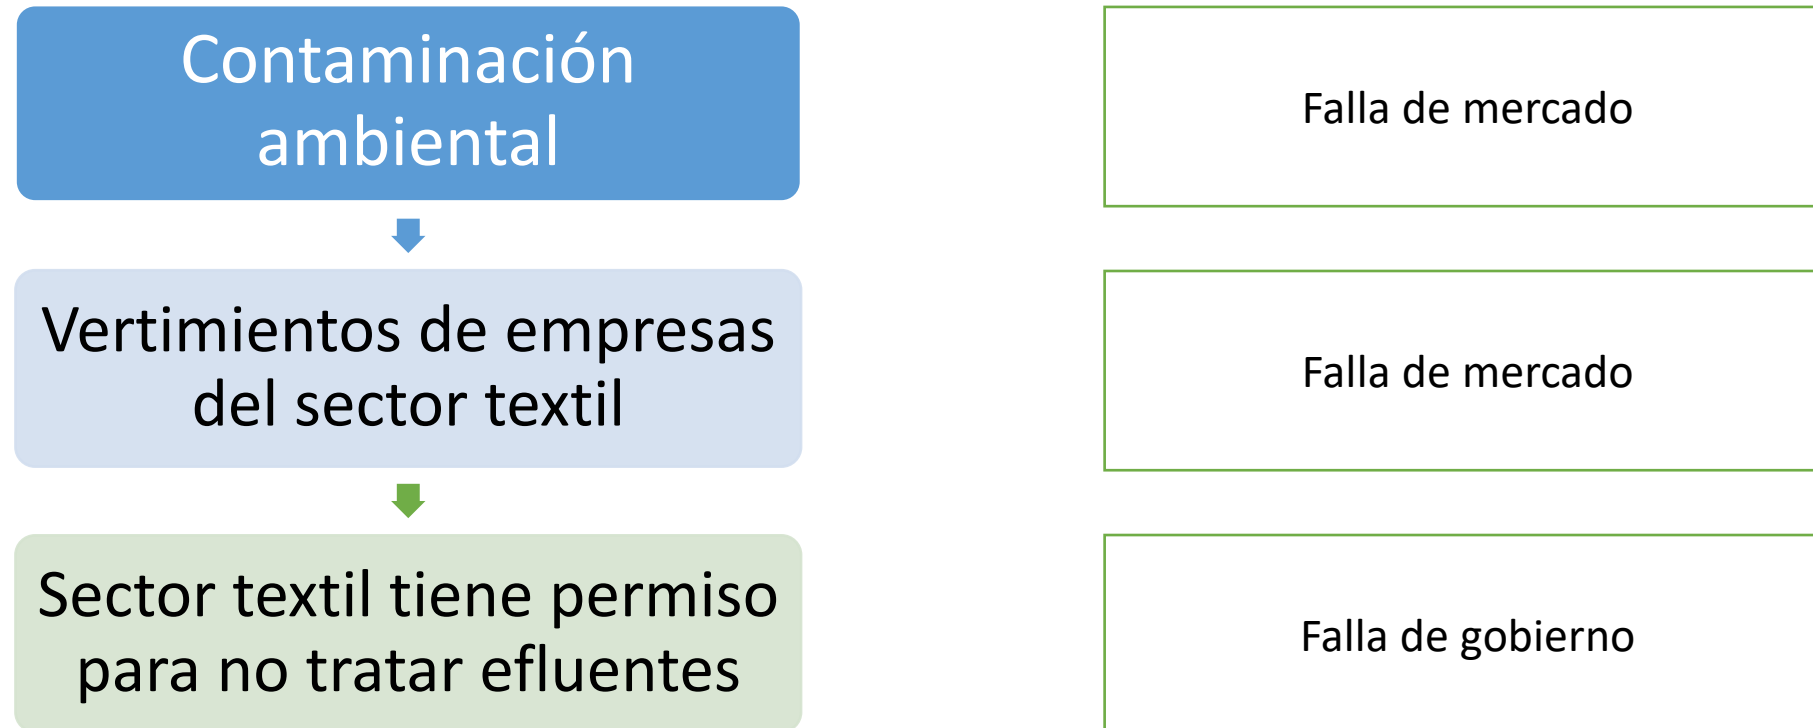 Contaminación
ambiental
Falla de mercado
Vertimientos de empresas
del sector textil
Falla de mercado
Sector textil tiene permiso
para no tratar efluentes
Falla de gobierno